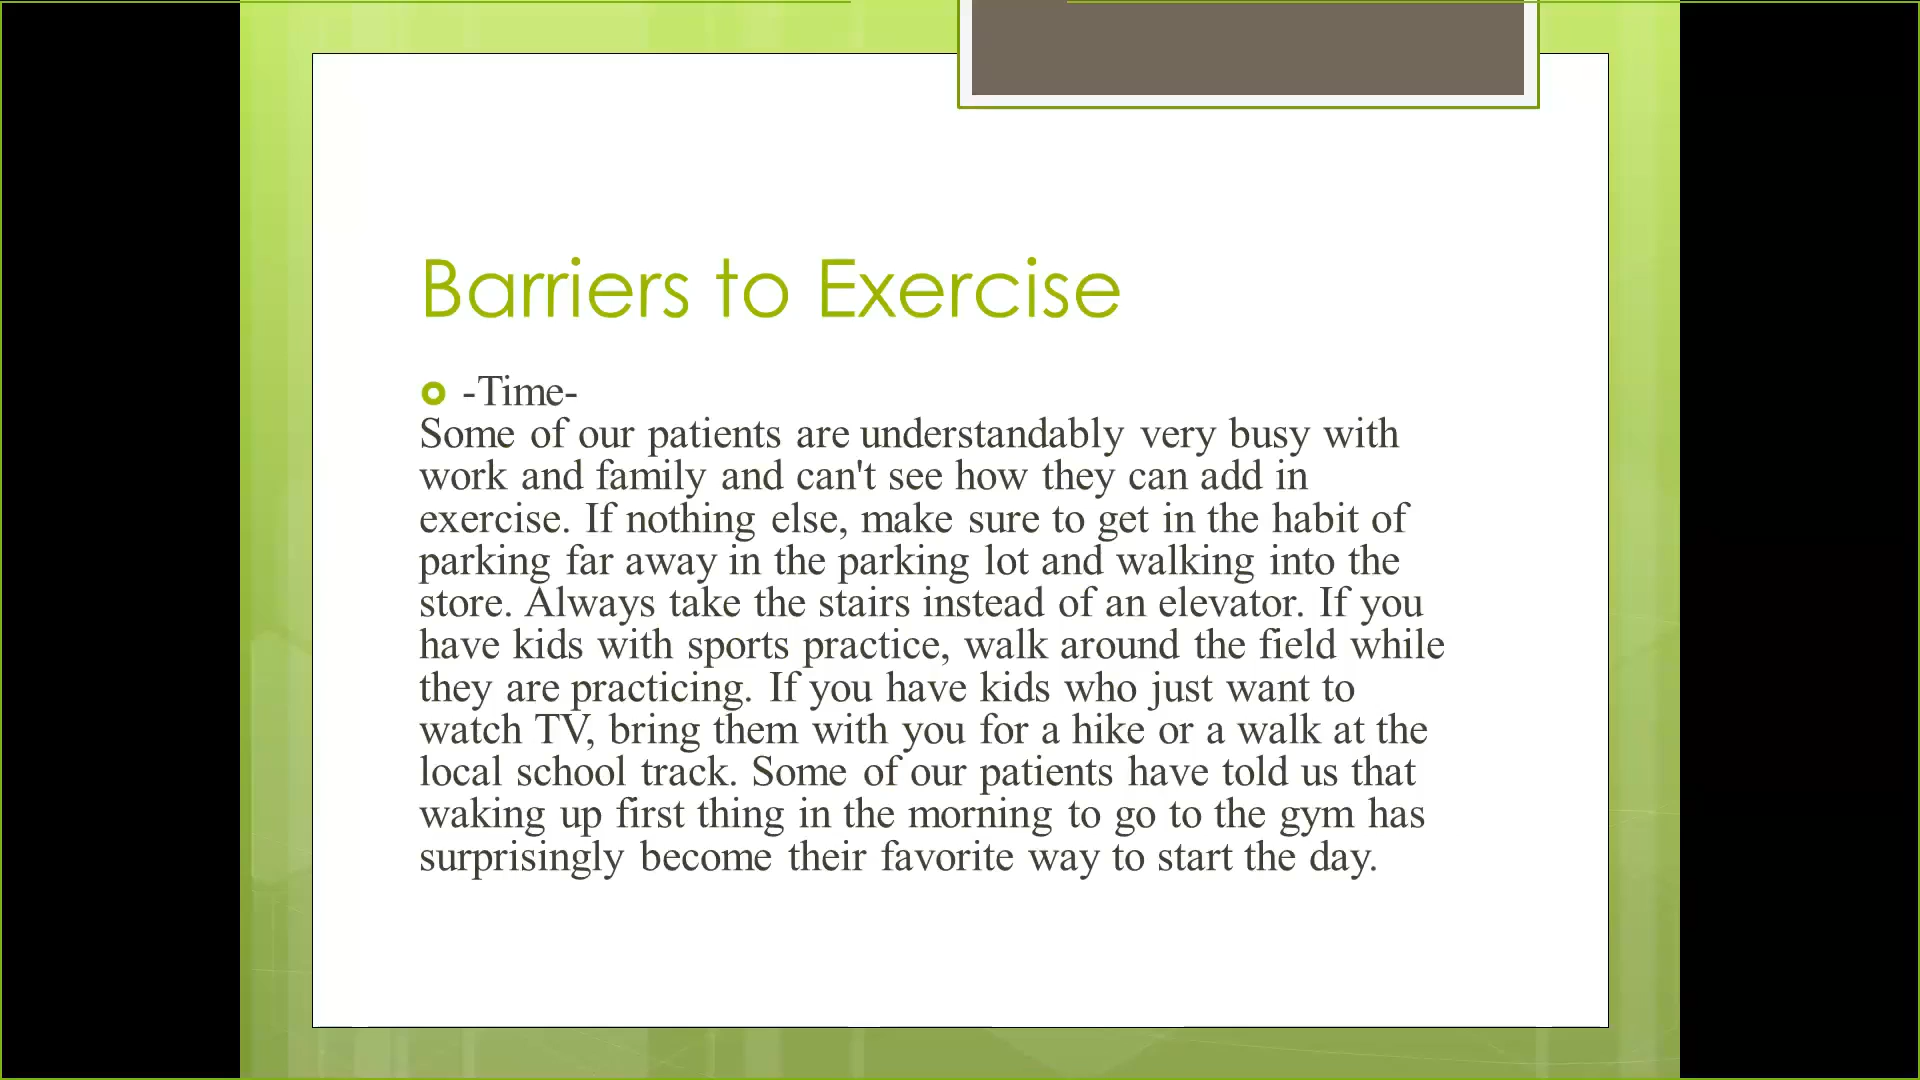 Barriers to Exercise
-Time-
Some of our patients are understandably very busy with
work and family and can't see how they can add in
exercise. If nothing else, make sure to get in the habit of
parking far away in the parking lot and walking into the
store. Always take the stairs instead of an elevator. If you
have kids with sports practice, walk around the field while
they are practicing. If you have kids who just want to
watch TV, bring them with you for a hike or a walk at the
local school track. Some of our patients have told us that
waking up first thing in the morning to go to the gym has
surprisingly become their favorite way to start the day.